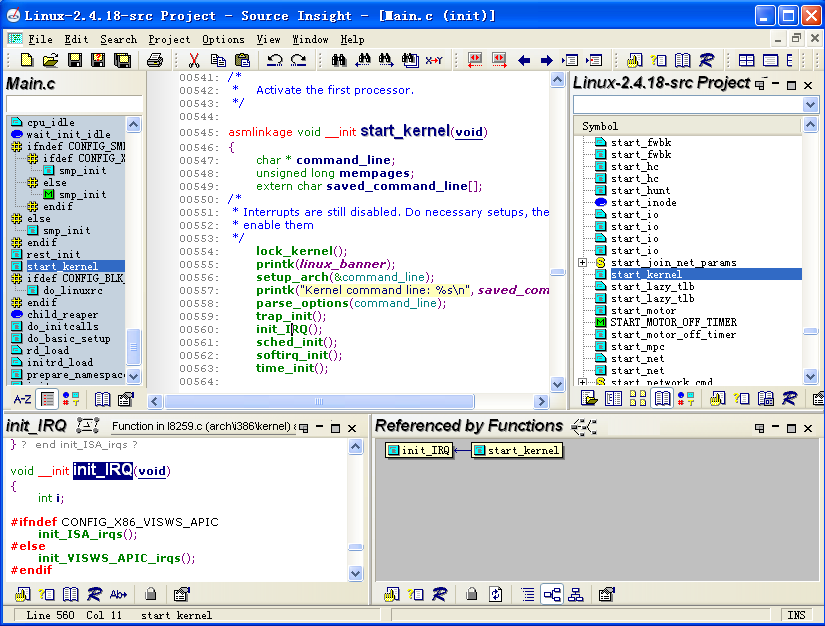 Linux-2.4.18-src Project - Source Insight - [Main.c (init)]
File Edit Search Project Options View Window Help
Main.c
cpu_idle
wait_init_idle
ifndef CONFIG_SMP
ifdef CONFIG_X
smp_init
else
smp_init
endif
else
smp_init
endif
rest_init
start_kernel
ifdef CONFIG_BLK_
do_linuxrc
endif
child_reaper
do_initcalls
do_basic_setup
rd_load
initrd_load
prepare_namespace
A-Z
00541: /*
00542: * Activate the first processor.
00543: */
00544:
00545: asmlinkage void __init start_kernel(void)
00546: {
00547: char * command_line;
00548: unsigned long mempages;
00549: extern char saved_command_line[];
00550: /*
00551: * Interrupts are still disabled. Do necessary setups, the
00552: * enable them
00553: */
00554: lock_kernel();
00555: printk(linux_banner);
00556: setup_arch(&command_line);
00557: printk("Kernel command line: %s\n", saved_com
00558: parse_options(command_line);
00559: trap_init();
00560: init_IRQ();
00561: sched_init();
00562: softirq_init();
00563: time_init();
00564:
Linux-2.4.18-src Project
Symbol
start_fwbk
start_fwbk
start_hc
start_hc
start_hunt
start_inode
start_io
start_io
start_io
start_io
start_join_net_params
start_kernel
start_lazy_tlb
start_lazy_tlb
start_motor
START_MOTOR_OFF_TIMER
start_motor_off_timer
start_mpc
start_net
start_net
start_network_cmd
init_IRQ Function in I8259.c (arch\i386\kernel)
} ? end init_ISA_irqs ?
void __init init_IRQ(void)
{
int i;
#ifndef CONFIG_X86_VISWS_APIC
init_ISA_irqs();
#else
init_VISWS_APIC_irqs();
#endif
Ab
Referenced by Functions
init_IRQ
start_kernel
Line 560 Col 11 start_kernel
INS